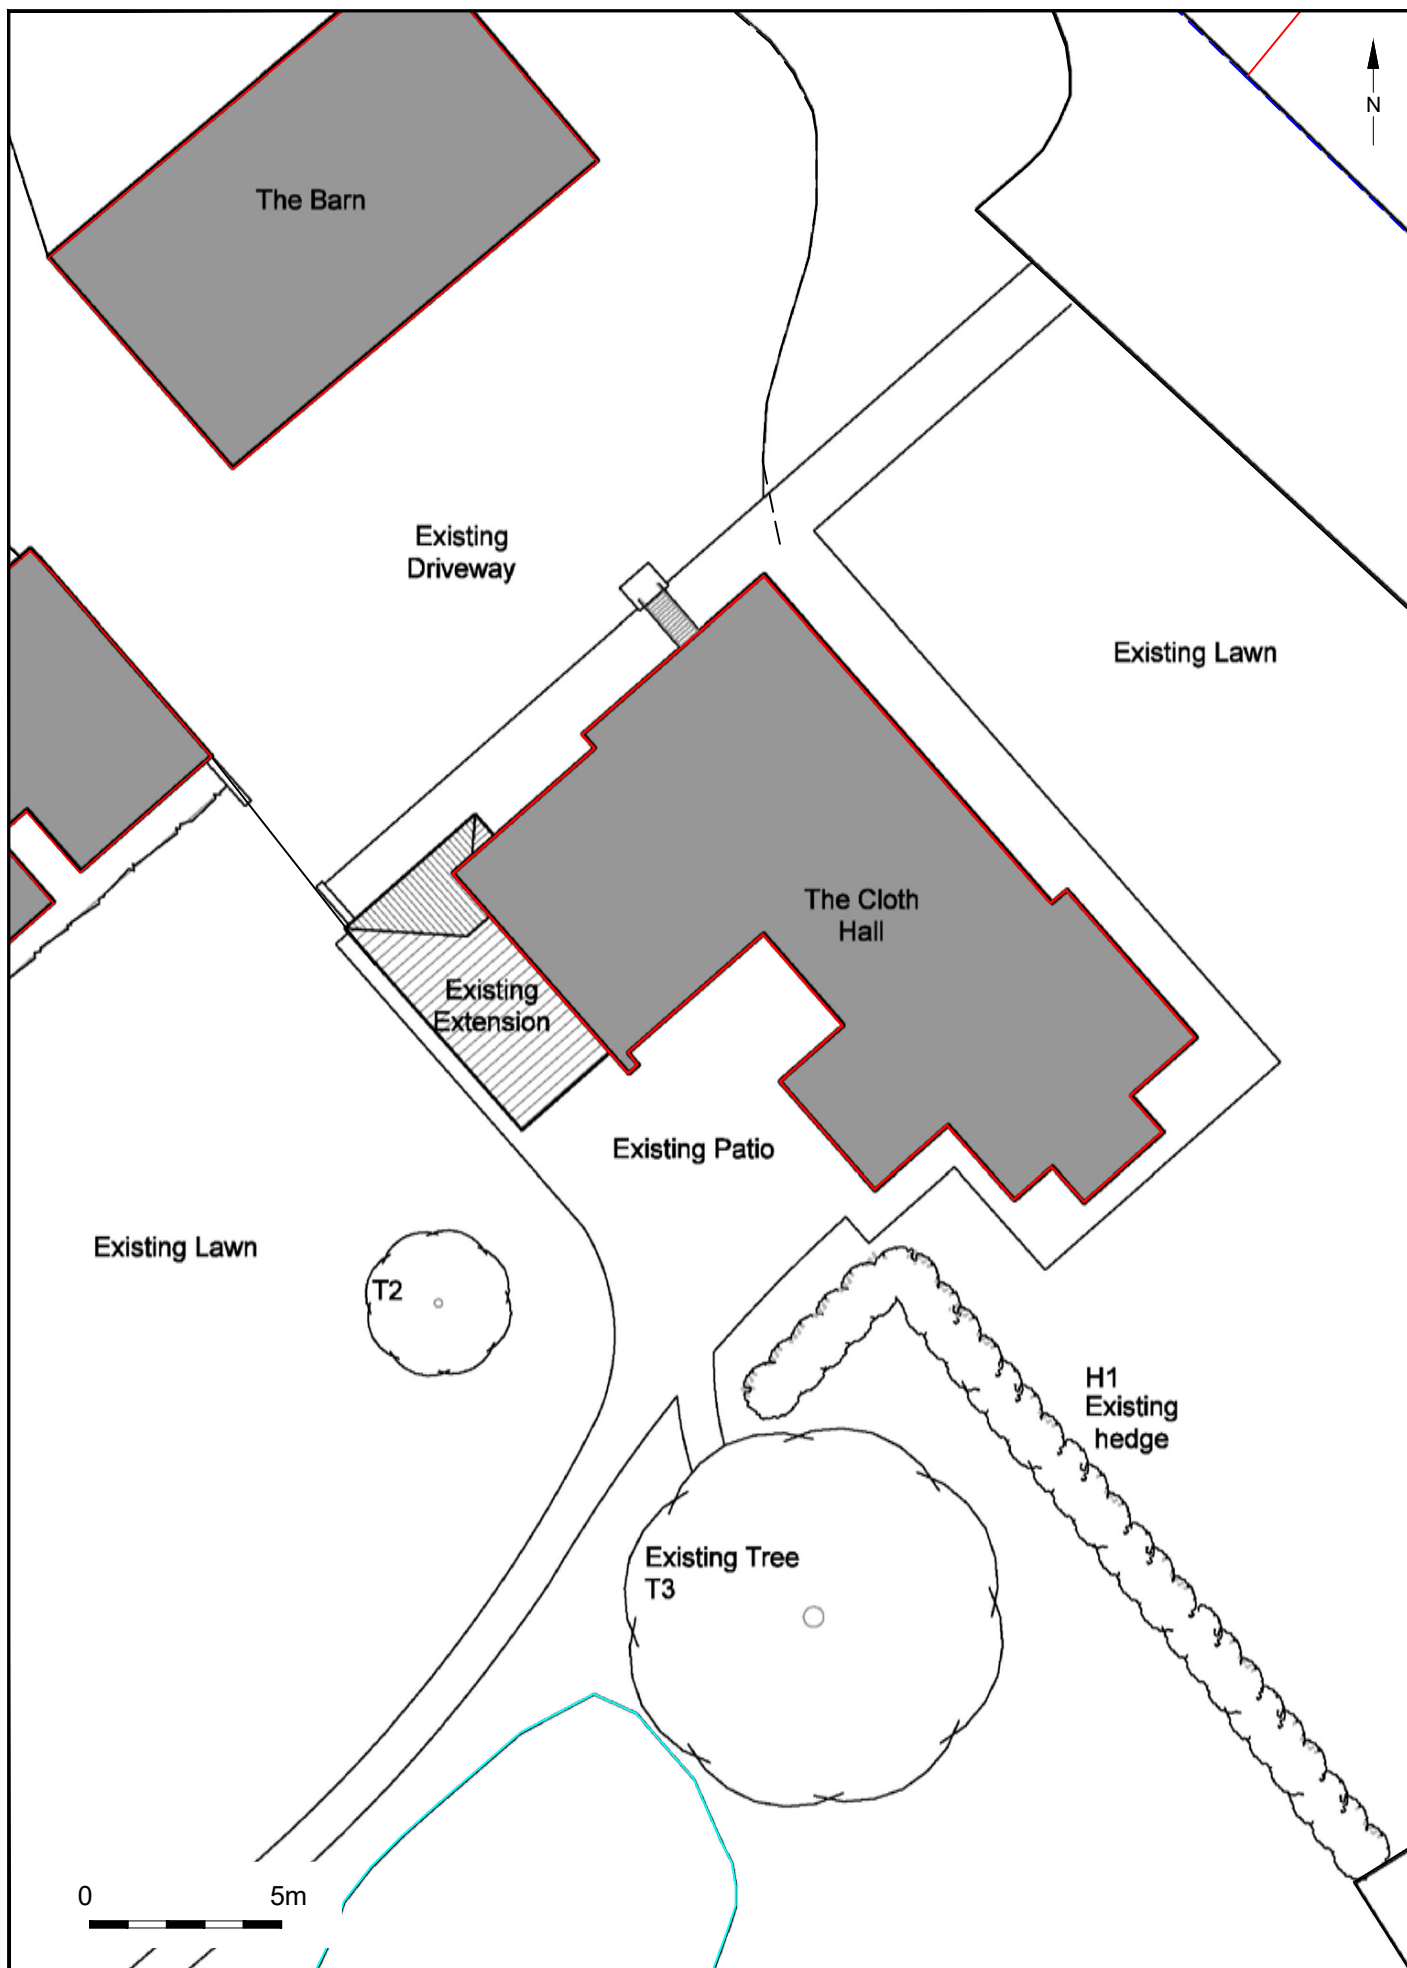 N
The Barn
Existing
Driveway
Existing Lawn
The Cloth
Hall
Existing
Extension
Existing Patio
Existing Lawn
T2
H1
Existing
hedge
Existing Tree
T3
0 5m